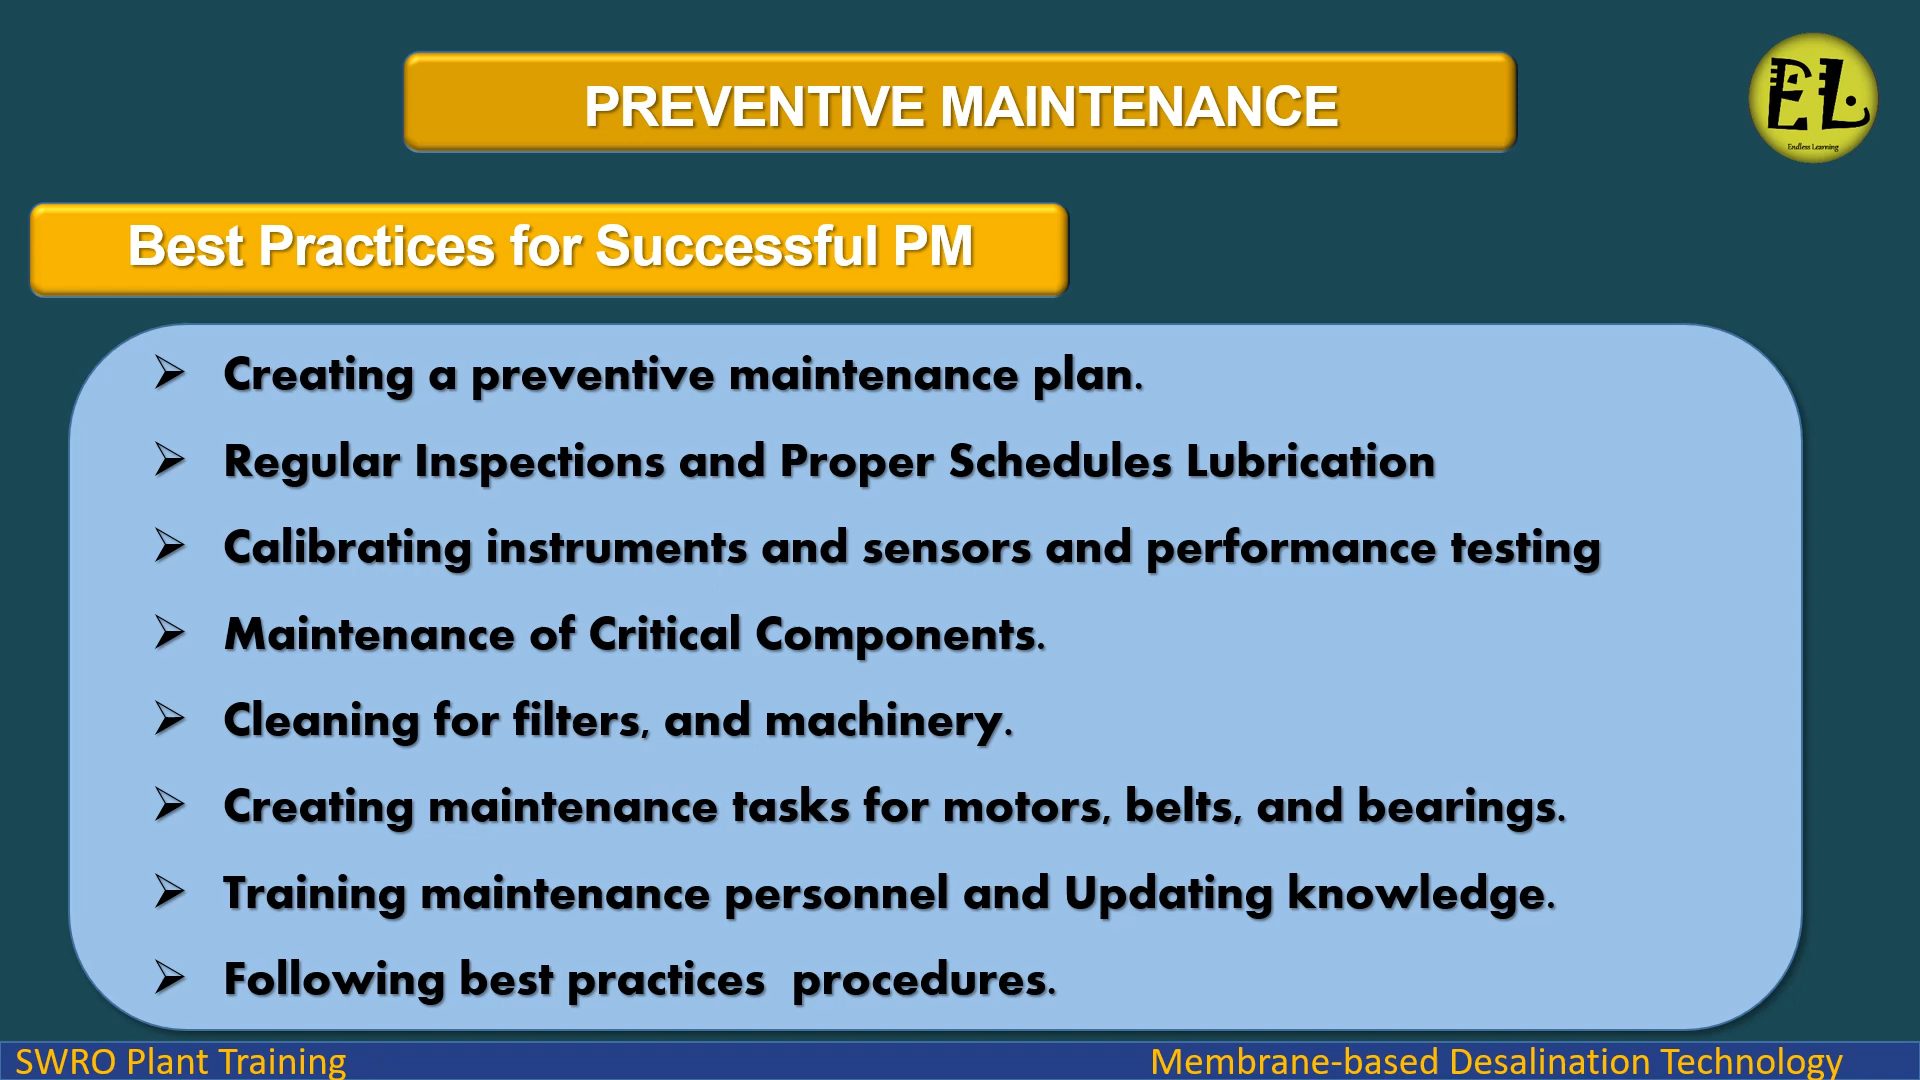 PREVENTIVE MAINTENANCE
EL
Endless Learning
Best Practices for Successful PM
Creating a preventive maintenance plan.
Regular Inspections and Proper Schedules Lubrication
Calibrating instruments and sensors and performance testing
Maintenance of Critical Components.
Cleaning for filters, and machinery.
Creating maintenance tasks for motors, belts, and bearings.
Training maintenance personnel and Updating knowledge.
Following best practices  procedures.
SWRO Plant Training
Membrane-based Desalination Technology